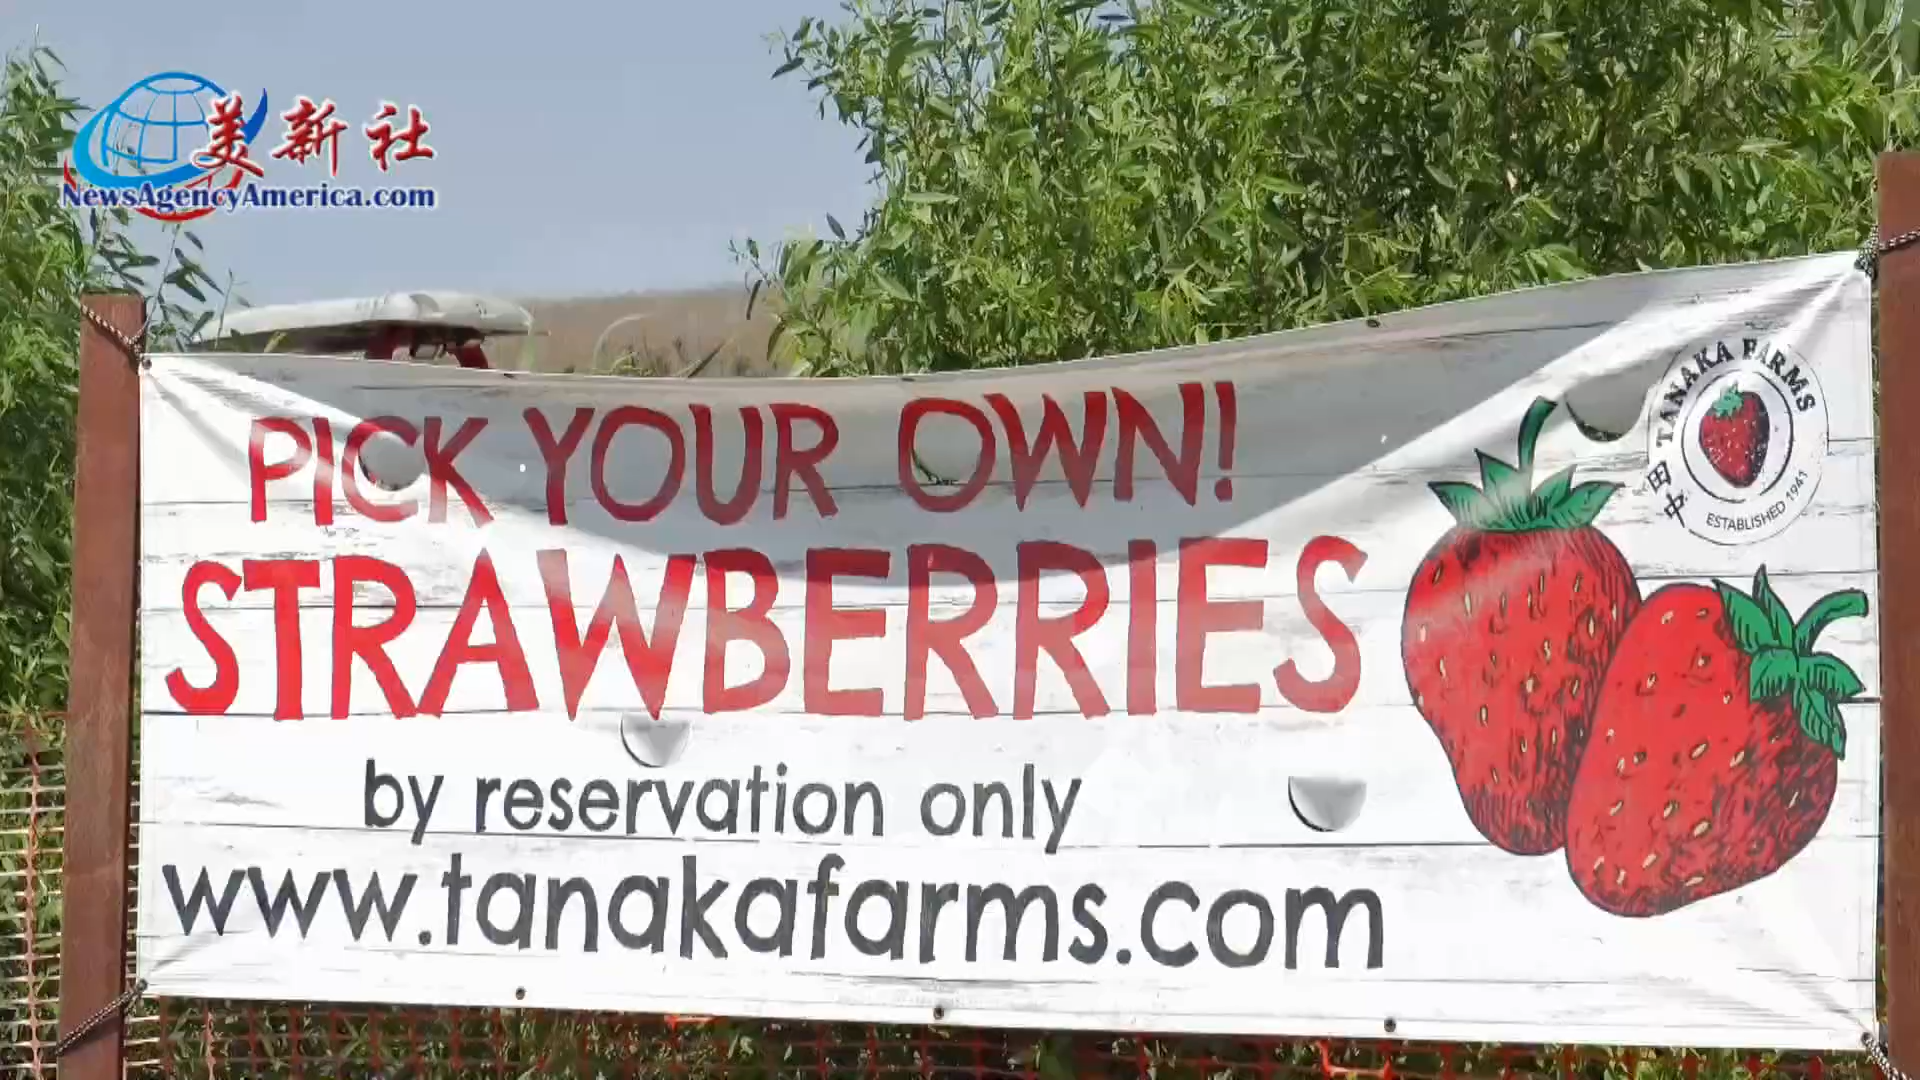 美新社
NewsAgencyAmerica.com
PICK YOUR OWN!
STRAWBERRIES
by reservation only
www.tanakafarms.com
TANAKA FARMS
田中
ESTABLISHED 1941